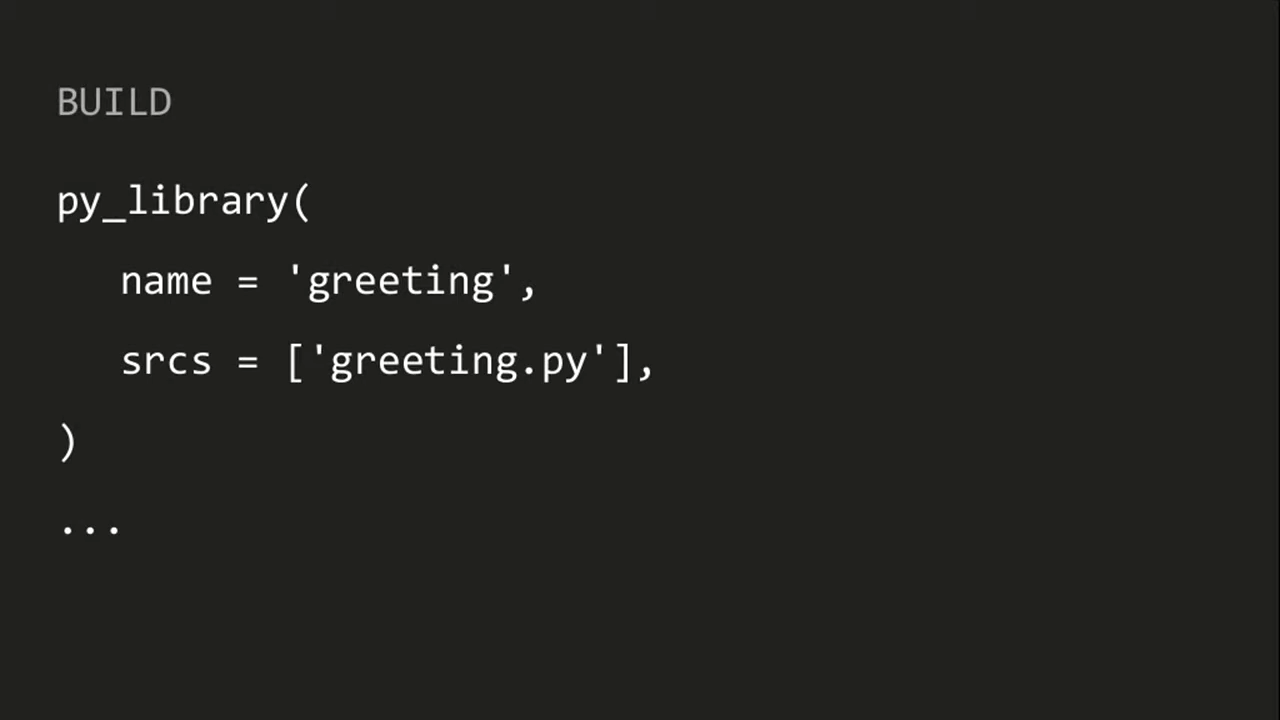 BUILD
py_library(
name = 'greeting',
srcs = ['greeting.py'],
)
...